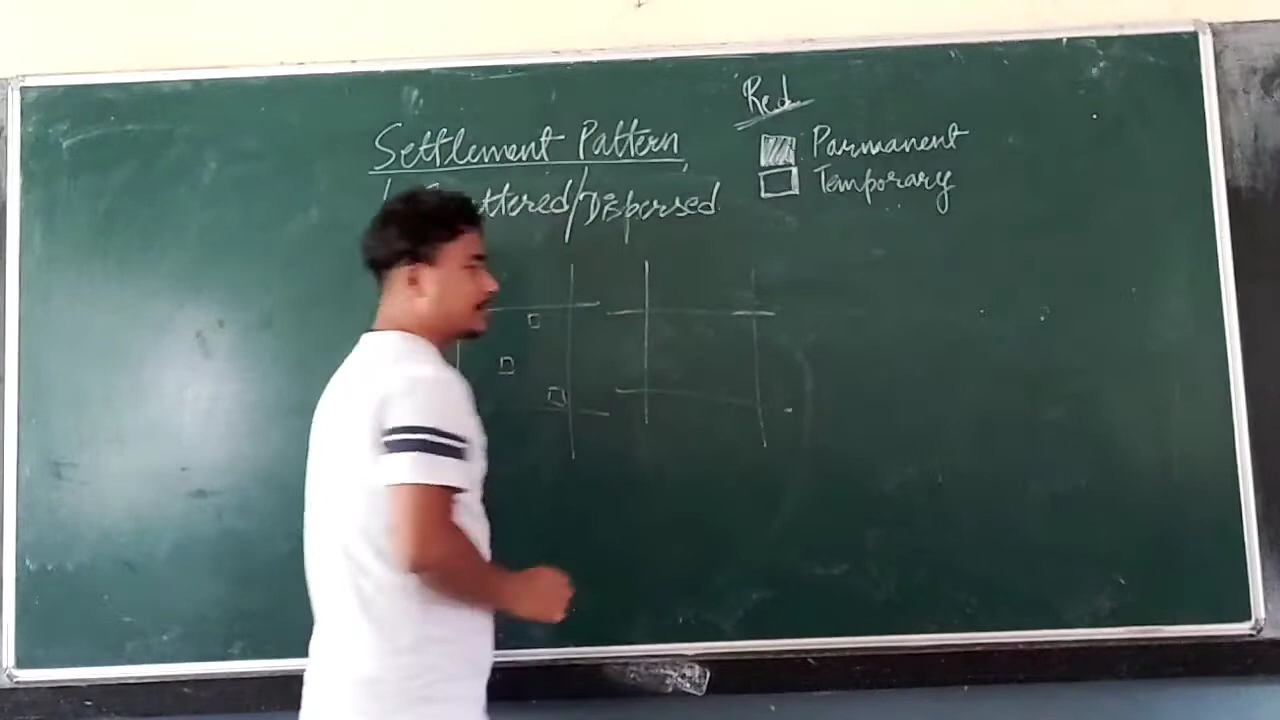 Red
Settlement Pattern
Parmanent
Temporary
ttered/Dispersed